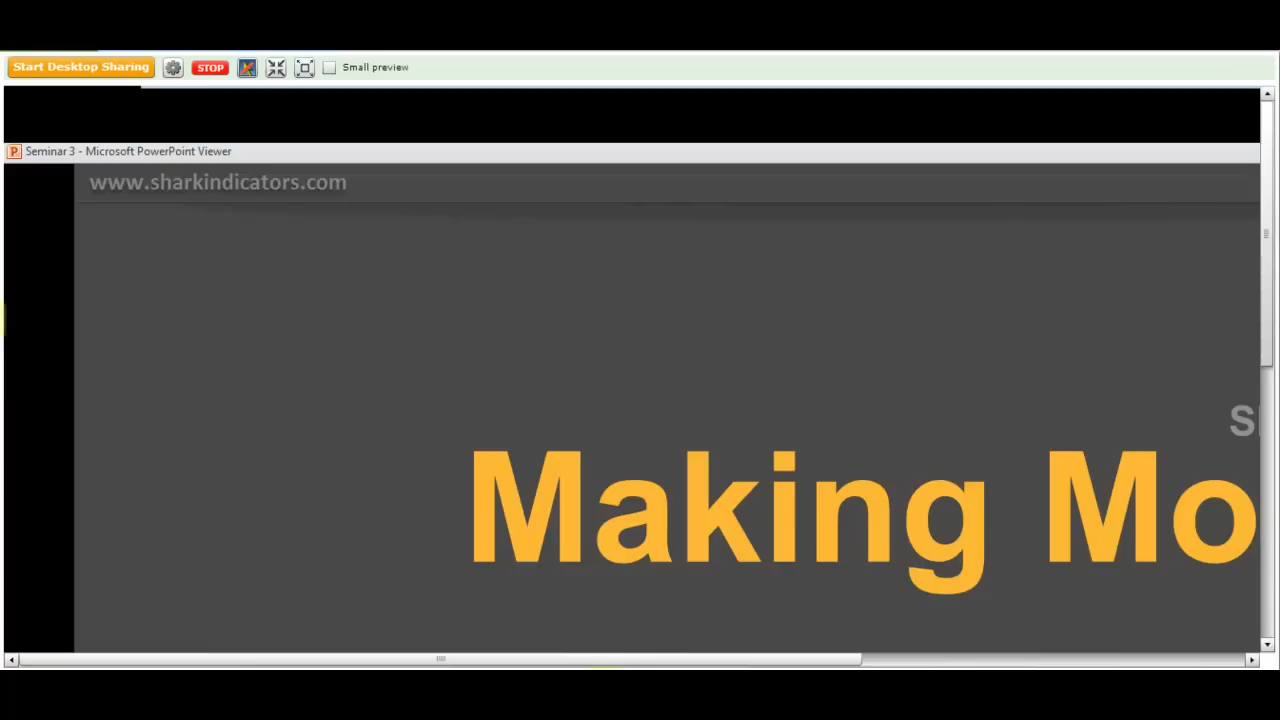 Start Desktop Sharing STOP Small preview
Seminar 3 - Microsoft PowerPoint Viewer
www.sharkindicators.com
S
Making Mo